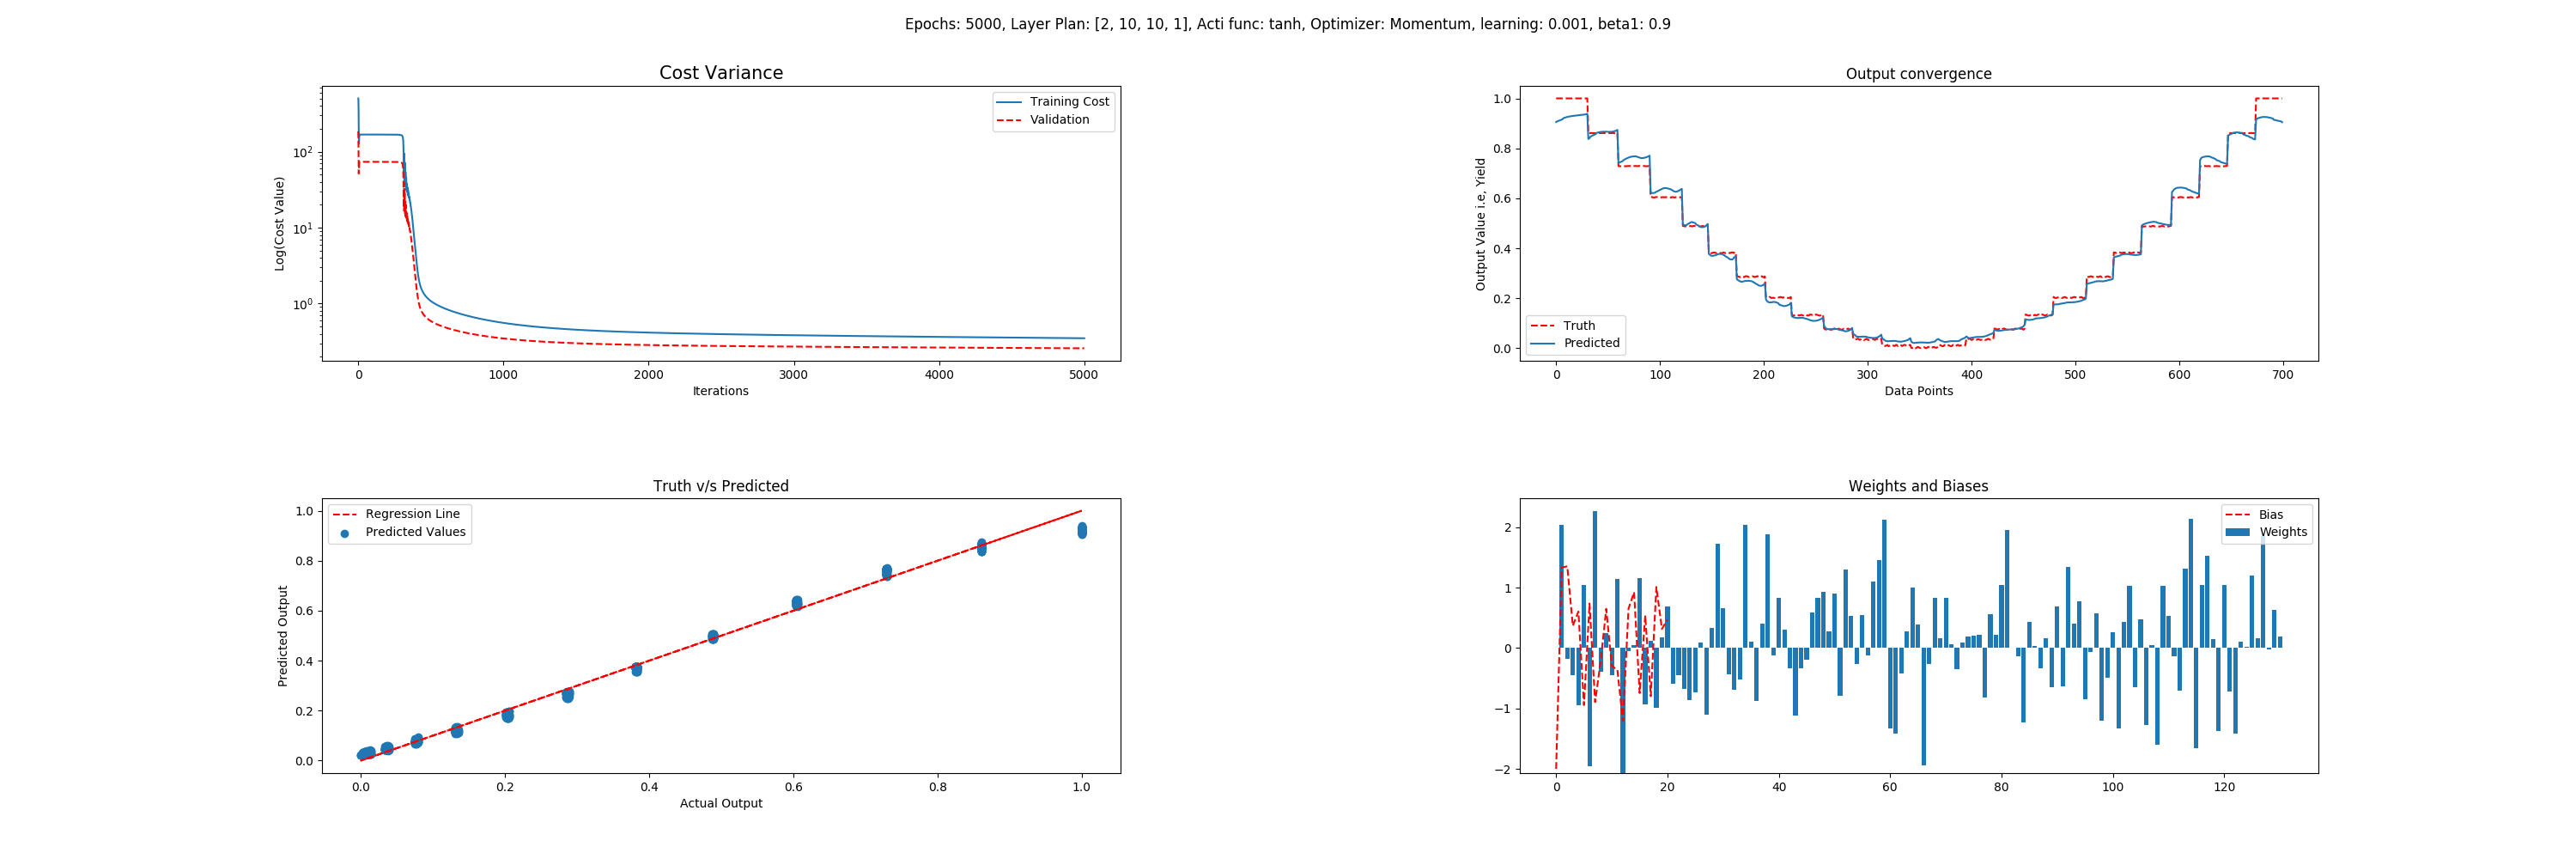 Epochs: 5000, Layer Plan: [2, 10, 10, 1], Acti func: tanh, Optimizer: Momentum, learning: 0.001, beta1: 0.9
Cost Variance
Training Cost
Validation
Log(Cost Value)
10²
10¹
10⁰
0 1000 2000 3000 4000 5000
Iterations
Output convergence
Output Value i.e, Yield
1.0
0.8
0.6
0.4
0.2
0.0
Truth
Predicted
0 100 200 300 400 500 600 700
Data Points
Truth v/s Predicted
Regression Line
Predicted Values
Predicted Output
1.0
0.8
0.6
0.4
0.2
0.0
0.0 0.2 0.4 0.6 0.8 1.0
Actual Output
Weights and Biases
Bias
Weights
2
1
0
−1
−2
0 20 40 60 80 100 120